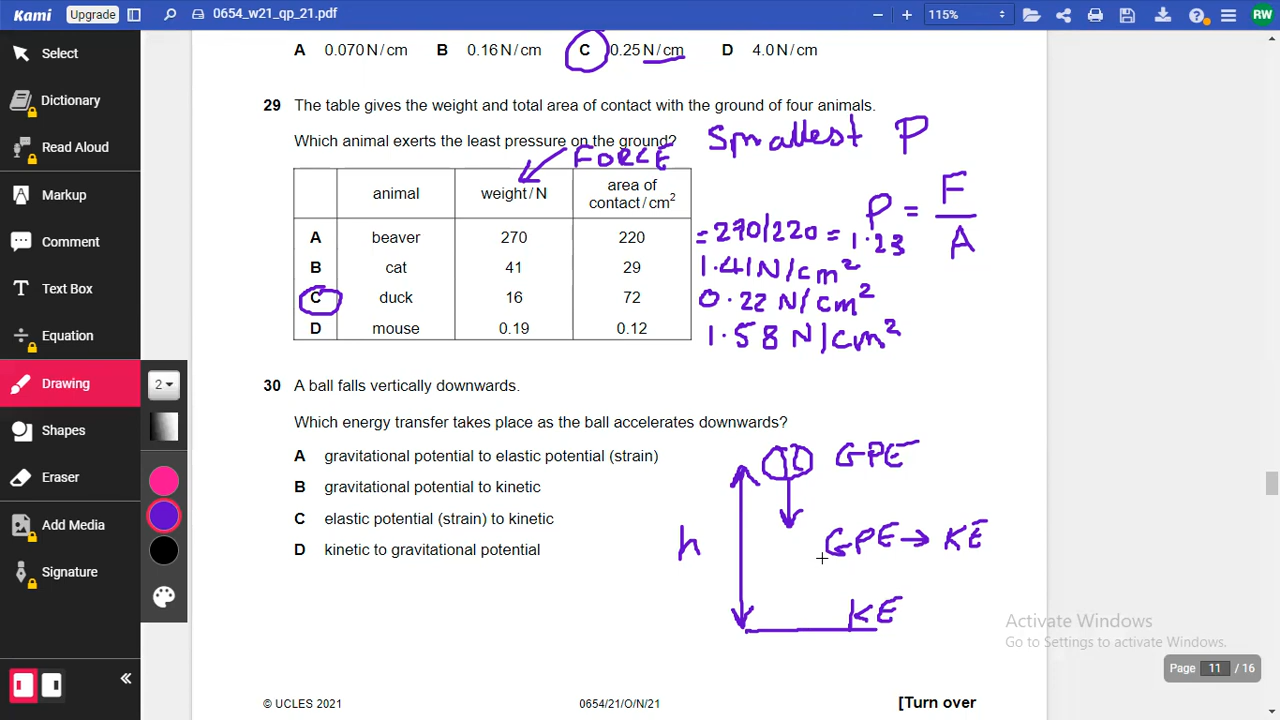 Kami Upgrade 0654_w21_qp_21.pdf 115% RW
Select
Dictionary
Read Aloud
Markup
Comment
Text Box
Equation
Drawing
2
Shapes
Eraser
Add Media
Signature
A 0.070 N / cm B 0.16 N / cm C 0.25 N / cm D 4.0 N / cm
29 The table gives the weight and total area of contact with the ground of four animals.
Which animal exerts the least pressure on the ground?
Smallest P
FORCE
animal weight / N area of contact / cm²
P = F/A
A beaver 270 220 = 270/220 = 1.23
B cat 41 29 1.41 N/cm²
C duck 16 72 0.22 N/cm²
D mouse 0.19 0.12 1.58 N/cm²
30 A ball falls vertically downwards.
Which energy transfer takes place as the ball accelerates downwards?
A gravitational potential to elastic potential (strain)
B gravitational potential to kinetic
C elastic potential (strain) to kinetic
D kinetic to gravitational potential
GPE
h
GPE → KE
KE
Activate Windows
Go to Settings to activate Windows.
Page 11 / 16
© UCLES 2021 0654/21/O/N/21 [Turn over